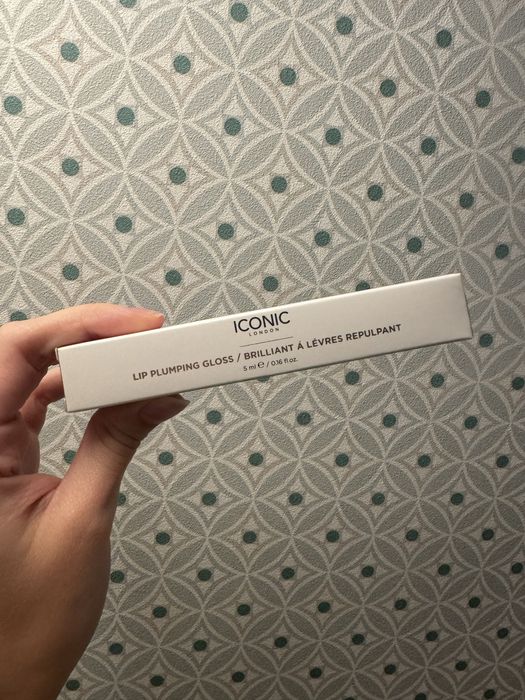 ICONIC
LONDON
LIP PLUMPING GLOSS / BRILLIANT Á LÈVRES REPULPANT
5 ml ℮ / 0.16 fl.oz.